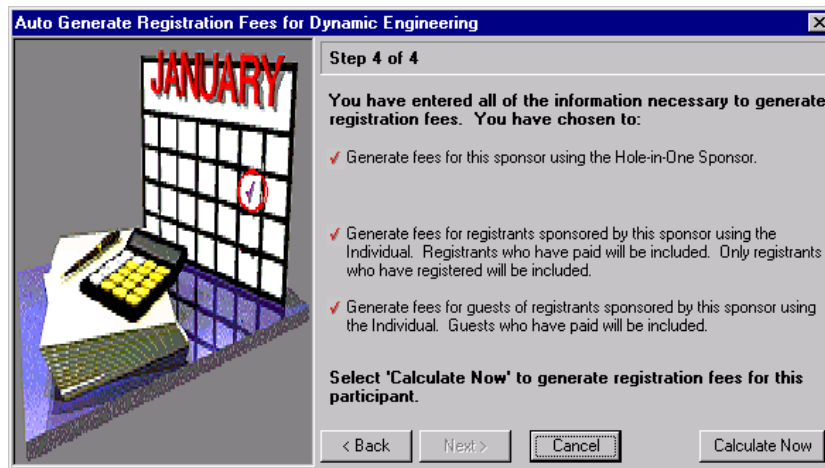 Auto Generate Registration Fees for Dynamic Engineering
JANUARY
Step 4 of 4
You have entered all of the information necessary to generate
registration fees. You have chosen to:
Generate fees for this sponsor using the Hole-in-One Sponsor.
Generate fees for registrants sponsored by this sponsor using the
Individual. Registrants who have paid will be included. Only registrants
who have registered will be included.
Generate fees for guests of registrants sponsored by this sponsor using
the Individual. Guests who have paid will be included.
Select 'Calculate Now' to generate registration fees for this
participant.
< Back Next > Cancel Calculate Now